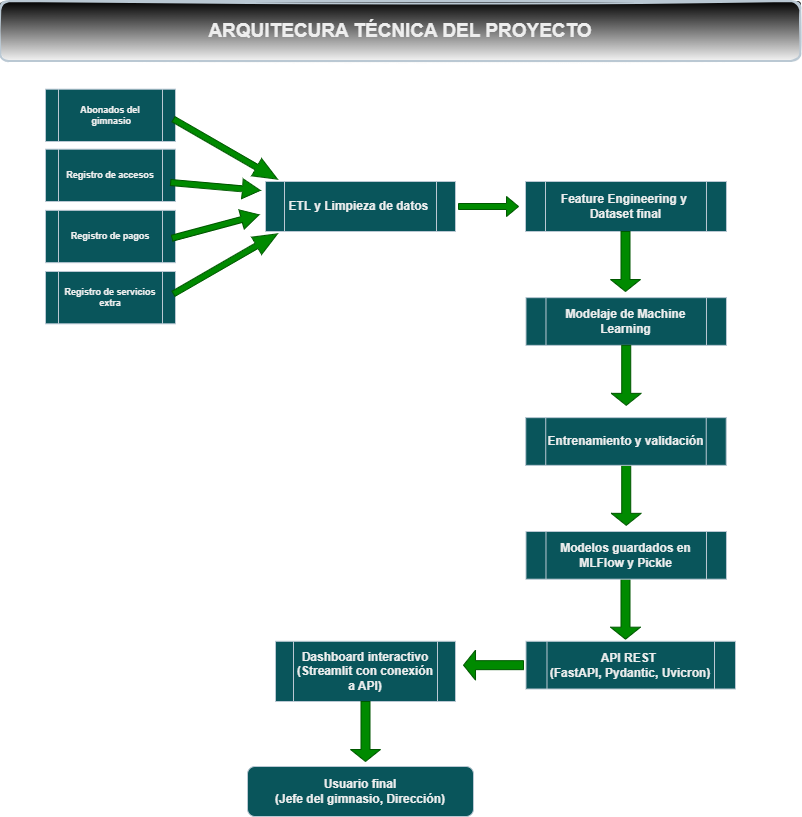 ARQUITECURA TÉCNICA DEL PROYECTO
Abonados del
gimnasio
Registro de accesos
Registro de pagos
Registro de servicios
extra
ETL y Limpieza de datos
Feature Engineering y
Dataset final
Modelaje de Machine
Learning
Entrenamiento y validación
Modelos guardados en
MLFlow y Pickle
API REST
(FastAPI, Pydantic, Uvicron)
Dashboard interactivo
(Streamlit con conexión
a API)
Usuario final
(Jefe del gimnasio, Dirección)